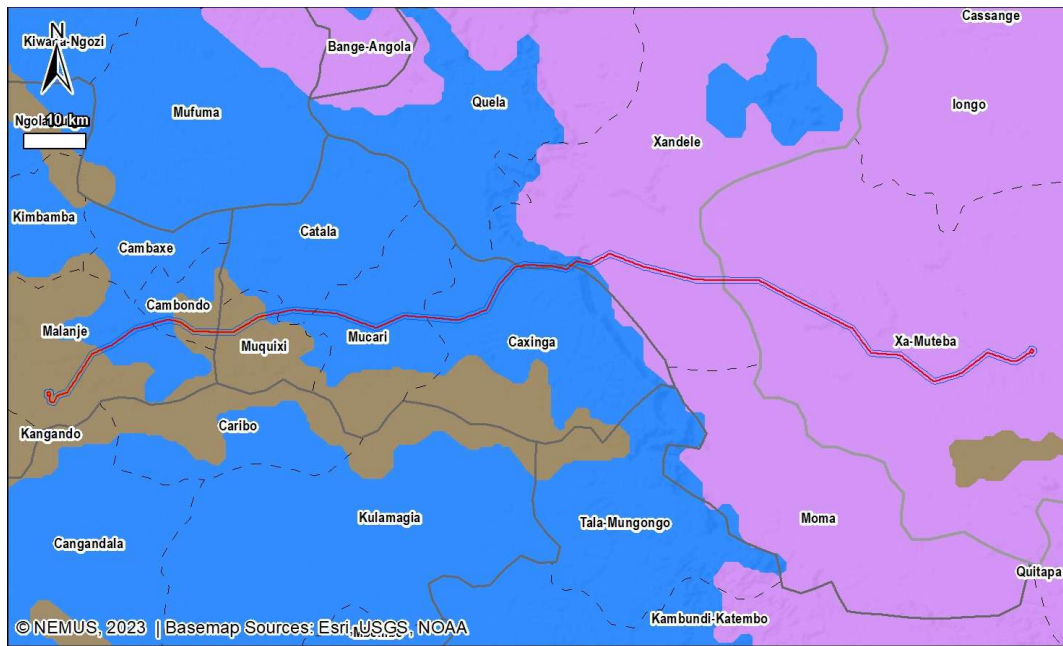 Cassange
N
Kiwana-Ngozi
Bange-Angola
Quela
Iongo
Mufuma
10 km
Xandele
Kimbamba
Catala
Cambaxe
Cambondo
Malanje
Muquixi
Mucari
Caxinga
Xa-Muteba
Kangando
Caribo
Kulamagia
Tala-Mungongo
Moma
Cangandala
Quitapa
Kambundi-Katembo
© NEMUS, 2023 | Basemap Sources: Esri, USGS, NOAA